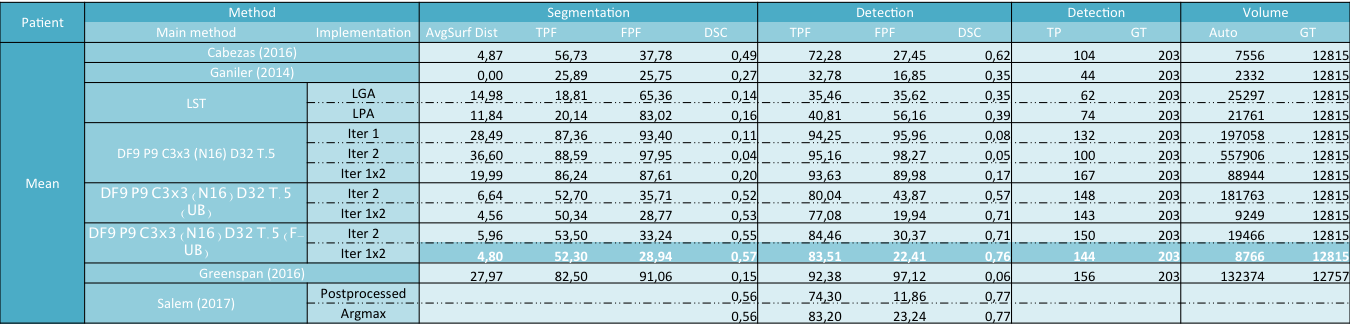 Patient Method Segmentation Detection Detection Volume
Main method Implementation AvgSurf Dist TPF FPF DSC TPF FPF DSC TP GT Auto GT
Mean
Cabezas (2016) 4,87 56,73 37,78 0,49 72,28 27,45 0,62 104 203 7556 12815
Ganiler (2014) 0,00 25,89 25,75 0,27 32,78 16,85 0,35 44 203 2332 12815
LST
LGA 14,98 18,81 65,36 0,14 35,46 35,62 0,35 62 203 25297 12815
LPA 11,84 20,14 83,02 0,16 40,81 56,16 0,39 74 203 21761 12815
DF9 P9 C3x3 (N16) D32 T.5
Iter 1 28,49 87,36 93,40 0,11 94,25 95,96 0,08 132 203 197058 12815
Iter 2 36,60 88,59 97,95 0,04 95,16 98,27 0,05 100 203 557906 12815
Iter 1x2 19,99 86,24 87,61 0,20 93,63 89,98 0,17 167 203 88944 12815
DF9 P9 C3x3 (N16) D32 T.5
(UB)
Iter 2 6,64 52,70 35,71 0,52 80,04 43,87 0,57 148 203 181763 12815
Iter 1x2 4,56 50,34 28,77 0,53 77,08 19,94 0,71 143 203 9249 12815
DF9 P9 C3x3 (N16) D32 T.5 (F-
UB)
Iter 2 5,96 53,50 33,24 0,55 84,46 30,37 0,71 150 203 19466 12815
Iter 1x2 4,80 52,30 28,94 0,57 83,51 22,41 0,76 144 203 8766 12815
Greenspan (2016) 27,97 82,50 91,06 0,15 92,38 97,12 0,06 156 203 132374 12757
Salem (2017)
Postprocessed 0,56 74,30 11,86 0,77
Argmax 0,56 83,20 23,24 0,77